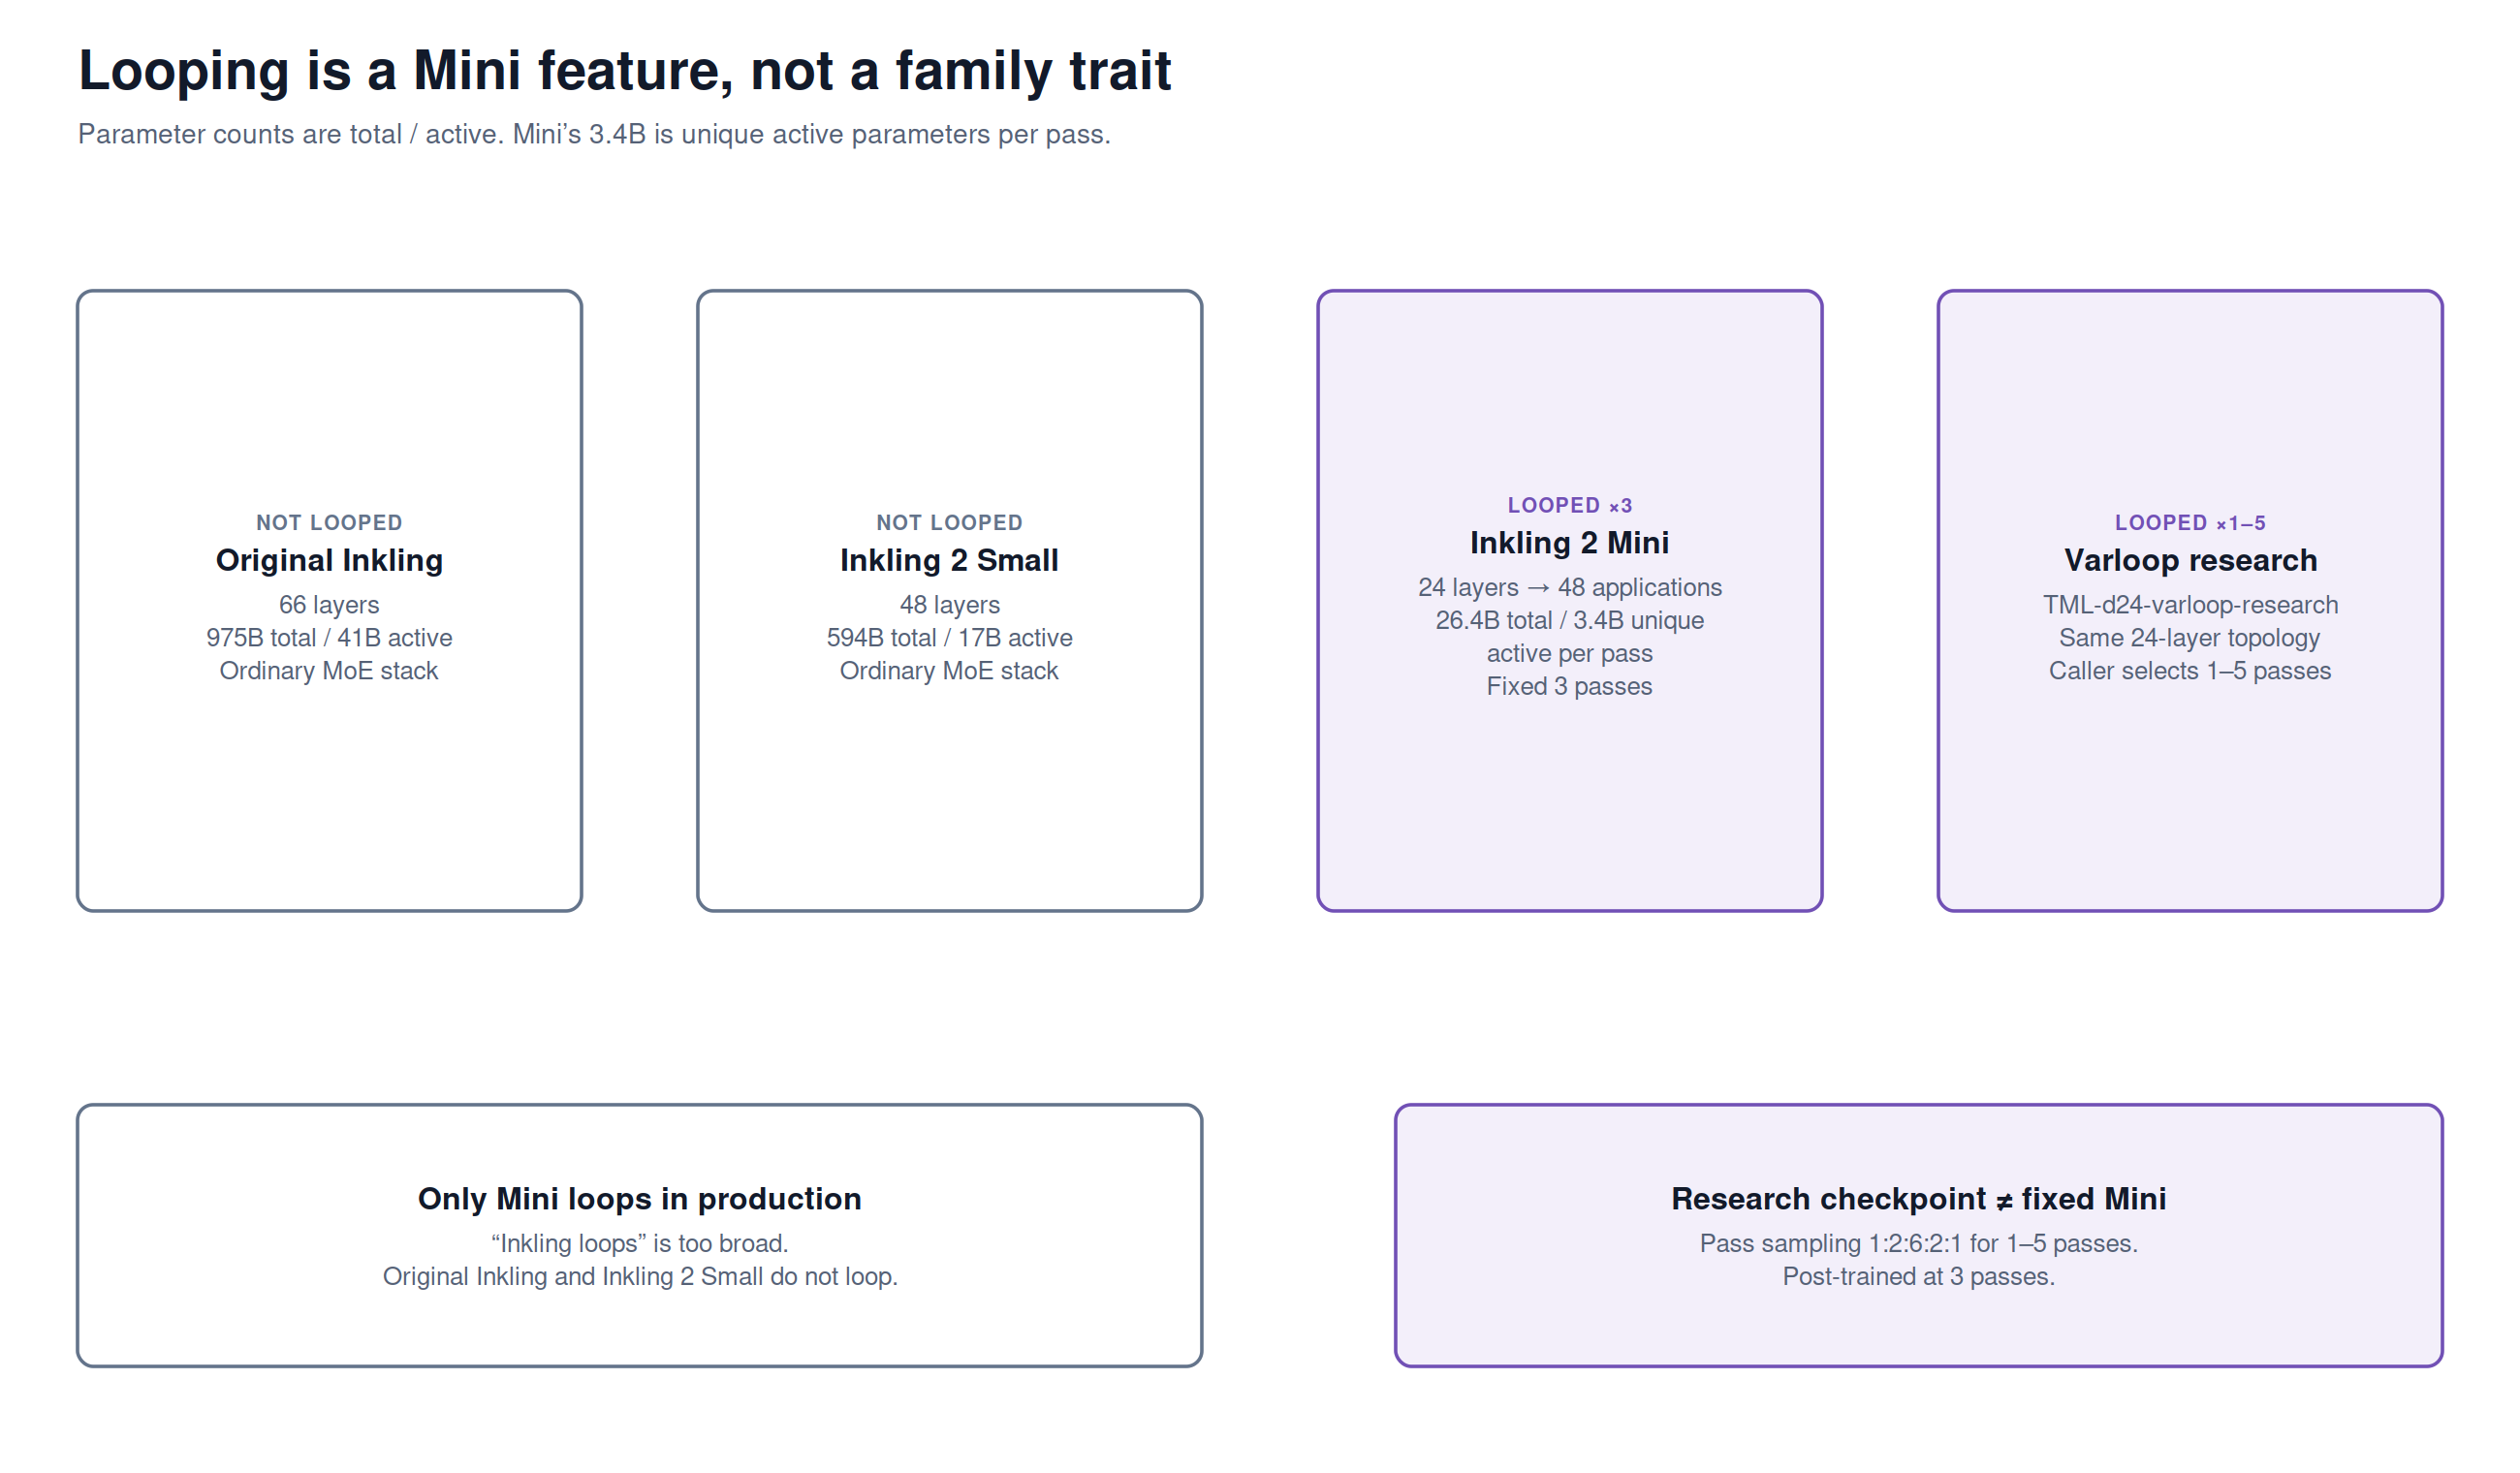 Looping is a Mini feature, not a family trait
Parameter counts are total / active. Mini’s 3.4B is unique active parameters per pass.
NOT LOOPED
Original Inkling
66 layers
975B total / 41B active
Ordinary MoE stack
NOT LOOPED
Inkling 2 Small
48 layers
594B total / 17B active
Ordinary MoE stack
LOOPED ×3
Inkling 2 Mini
24 layers → 48 applications
26.4B total / 3.4B unique
active per pass
Fixed 3 passes
LOOPED ×1–5
Varloop research
TML-d24-varloop-research
Same 24-layer topology
Caller selects 1–5 passes
Only Mini loops in production
“Inkling loops” is too broad.
Original Inkling and Inkling 2 Small do not loop.
Research checkpoint ≠ fixed Mini
Pass sampling 1:2:6:2:1 for 1–5 passes.
Post-trained at 3 passes.